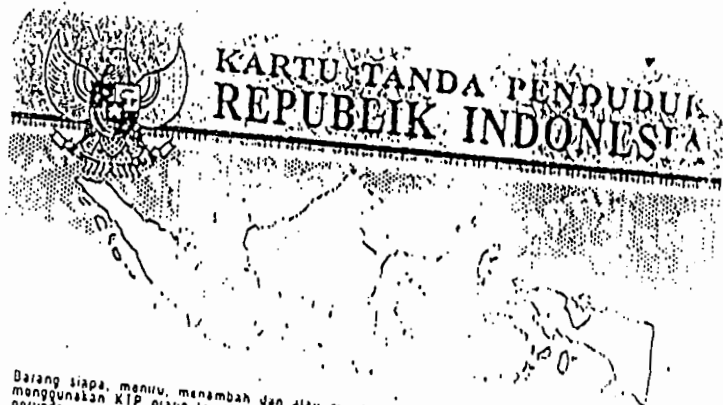 KARTU TANDA PENDUDUK
REPUBLIK INDONESIA
Barang siapa, meniru, menambah dan atau
menggunakan KTP